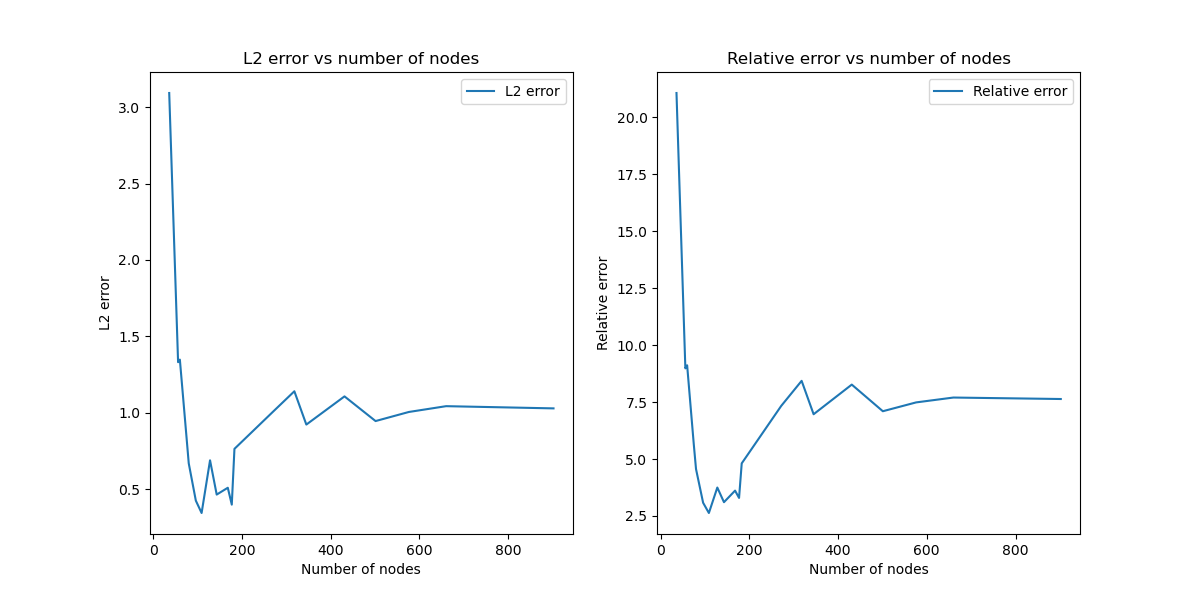 L2 error vs number of nodes
L2 error
3.0
2.5
2.0
1.5
1.0
0.5
L2 error
0 200 400 600 800
Number of nodes
Relative error vs number of nodes
Relative error
20.0
17.5
15.0
12.5
10.0
7.5
5.0
2.5
Relative error
0 200 400 600 800
Number of nodes